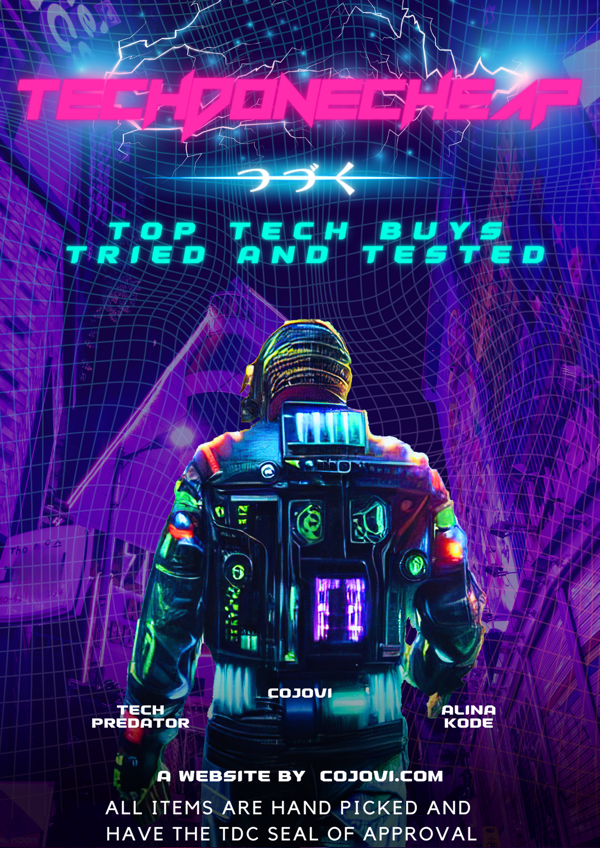 TECHDONECHEAP
つづく
TOP TECH BUYS
TRIED AND TESTED
COJOVI
TECH
PREDATOR
ALINA
KODE
A WEBSITE BY COJOVI.COM
ALL ITEMS ARE HAND PICKED AND
HAVE THE TDC SEAL OF APPROVAL